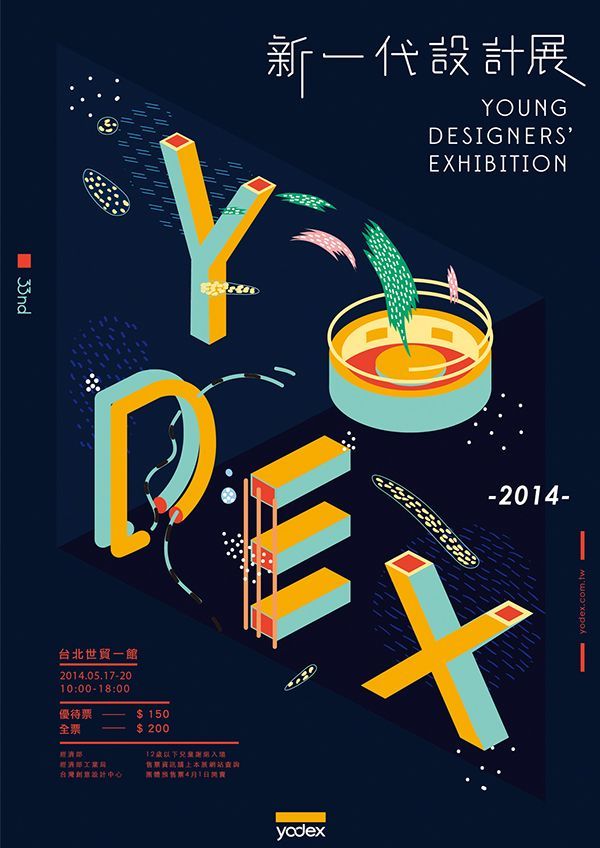 新一代設計展
YOUNG
DESIGNERS'
EXHIBITION
33nd
YODEX
-2014-
yodex.com.tw
台北世貿一館
2014.05.17-20
10:00-18:00
優待票 —— $ 150
全票 —— $ 200
經濟部
經濟部工業局
台灣創意設計中心
12歲以下兒童謝絕入場
售票資訊請上本展網站查詢
團體預售票4月1日開賣
yodex